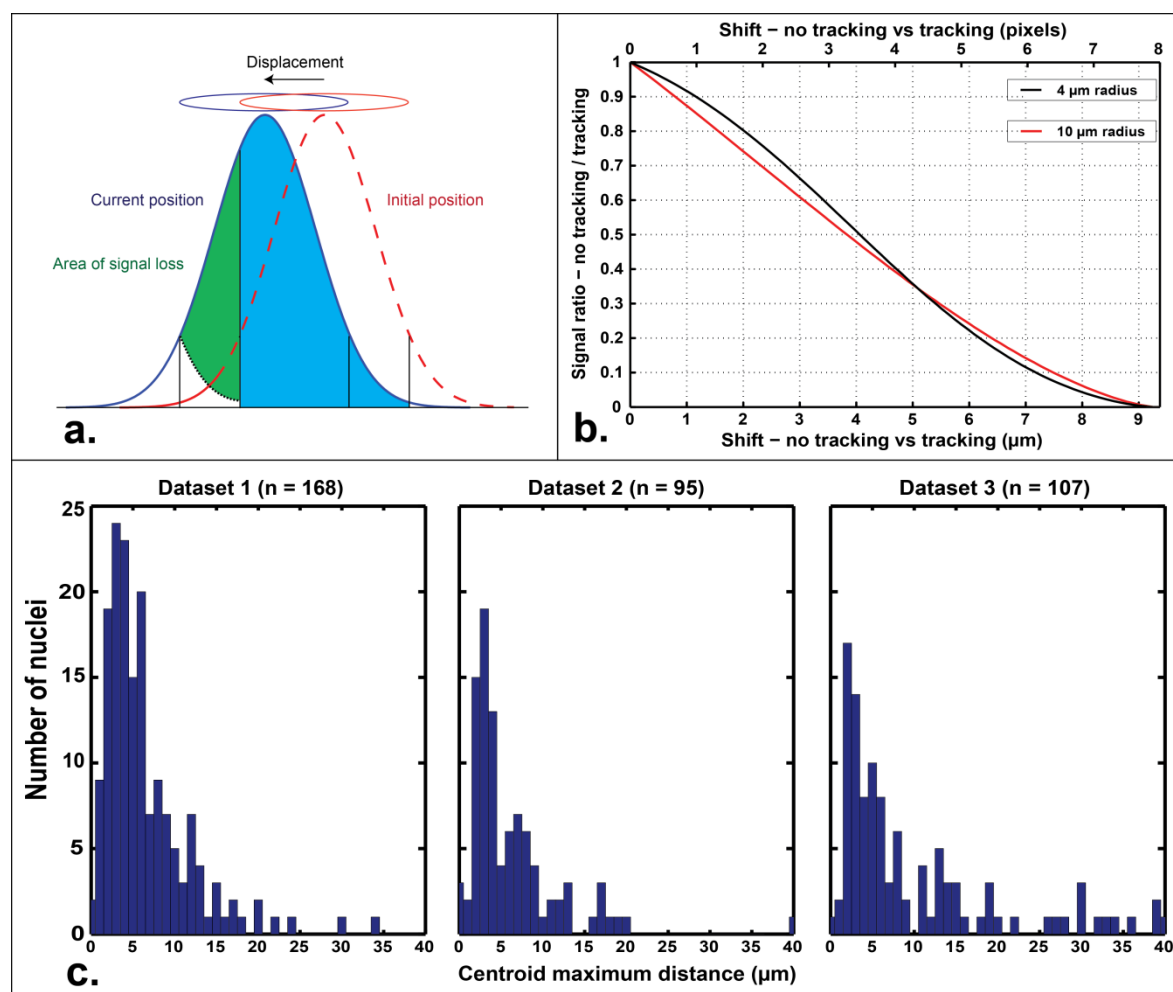 Displacement
Current position
Initial position
Area of signal loss
a.
Shift – no tracking vs tracking (pixels)
0 1 2 3 4 5 6 7 8
Signal ratio – no tracking / tracking
1
0.9
0.8
0.7
0.6
0.5
0.4
0.3
0.2
0.1
0
4 µm radius
10 µm radius
0 1 2 3 4 5 6 7 8 9
Shift – no tracking vs tracking (µm)
b.
Dataset 1 (n = 168)
Dataset 2 (n = 95)
Dataset 3 (n = 107)
Number of nuclei
25
20
15
10
5
0
0 5 10 15 20 25 30 35 40
0 5 10 15 20 25 30 35 40
0 5 10 15 20 25 30 35 40
Centroid maximum distance (µm)
c.